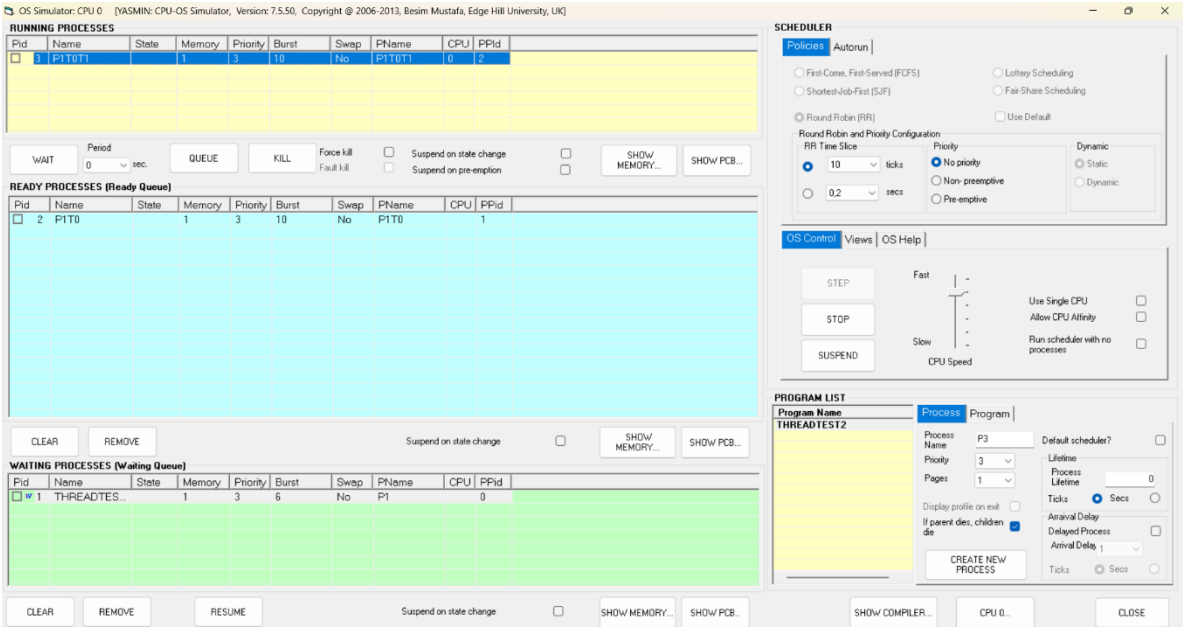 OS Simulator: CPU 0 [YASMIN: CPU-OS Simulator, Version: 7.5.50, Copyright @ 2006-2013, Besim Mustafa, Edge Hill University, UK]
RUNNING PROCESSES
Pid Name State Memory Priority Burst Swap PName CPU PPId
3 P1T0T1 1 3 10 No P1T0T1 0 2
WAIT
Period
0 sec.
QUEUE
KILL
Force kill
Fault kill
Suspend on state change
Suspend on pre-emption
SHOW MEMORY...
SHOW PCB...
READY PROCESSES (Ready Queue)
Pid Name State Memory Priority Burst Swap PName CPU PPId
2 P1T0 1 3 10 No P1T0 1
CLEAR
REMOVE
Suspend on state change
SHOW MEMORY...
SHOW PCB...
WAITING PROCESSES (Waiting Queue)
Pid Name State Memory Priority Burst Swap PName CPU PPId
W 1 THREADTES... 1 3 6 No P1 0
CLEAR
REMOVE
RESUME
Suspend on state change
SHOW MEMORY...
SHOW PCB..
SCHEDULER
Policies Autorun
First-Come, First-Served (FCFS)
Lottery Scheduling
Shortest-Job-First (SJF)
Fair-Share Scheduling
Round Robin (RR)
Use Default
Round Robin and Priority Configuration
RR Time Slice
10 ticks
0,2 secs
Priority
No priority
Non- preemptive
Pre-emptive
Dynamic
Static
Dynamic
OS Control Views OS Help
STEP
STOP
SUSPEND
Fast
Slow
CPU Speed
Use Single CPU
Allow CPU Affinity
Run scheduler with no
processes
PROGRAM LIST
Program Name
THREADTEST2
Process Program
Process
Name
P3
Default scheduler?
Priority 3
Pages 1
Lifetime
Process
Lifetime
0
Ticks Secs
Display profile on exit
If parent dies, children
die
Arraival Delay
Delayed Process
Arrival Delay 1
Ticks Secs
CREATE NEW
PROCESS
SHOW COMPILER...
CPU 0...
CLOSE